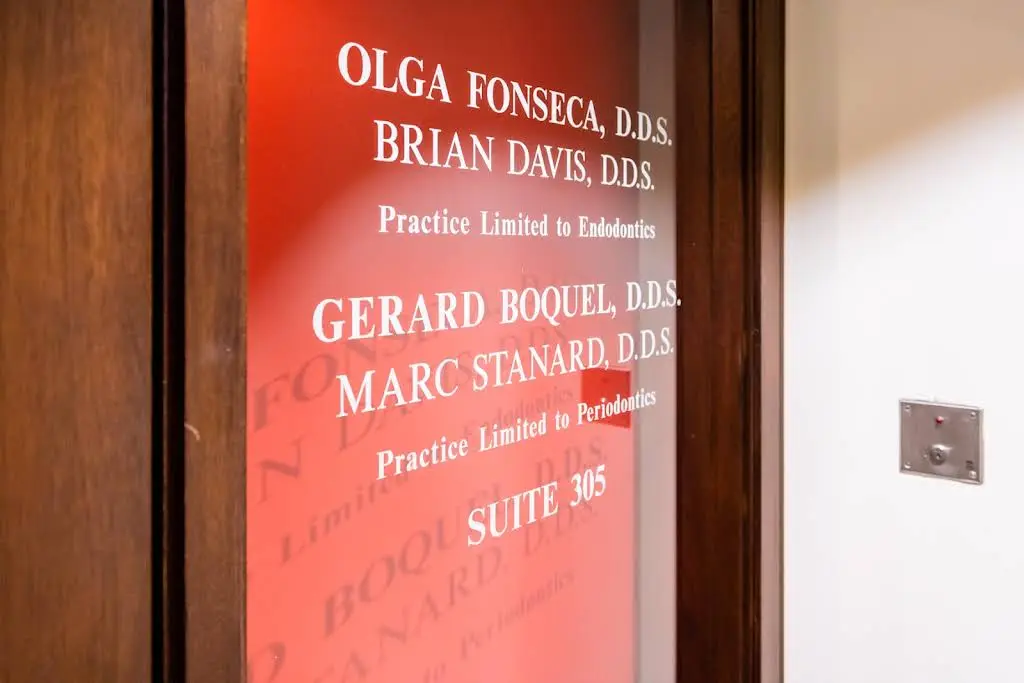 OLGA FONSECA, D.D.S.
BRIAN DAVIS, D.D.S.
Practice Limited to Endodontics
GERARD BOQUEL, D.D.S.
MARC STANARD, D.D.S.
Practice Limited to Periodontics
SUITE 305